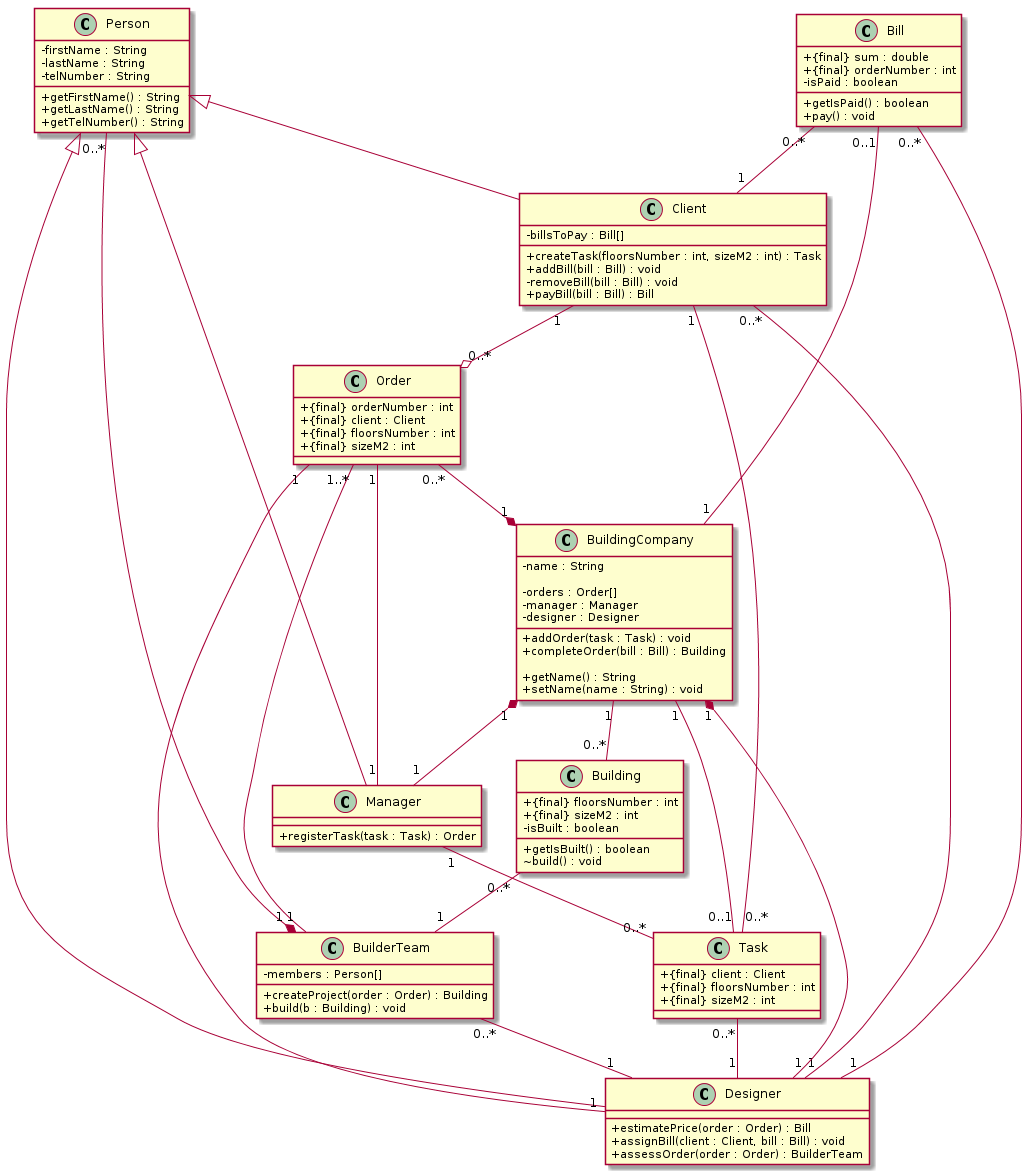 C Person
-firstName : String
-lastName : String
-telNumber : String
+getFirstName() : String
+getLastName() : String
+getTelNumber() : String
C Bill
+{final} sum : double
+{final} orderNumber : int
-isPaid : boolean
+getIsPaid() : boolean
+pay() : void
0..*
0..*
0..1
0..*
1
C Client
-billsToPay : Bill[]
+createTask(floorsNumber : int, sizeM2 : int) : Task
+addBill(bill : Bill) : void
-removeBill(bill : Bill) : void
+payBill(bill : Bill) : Bill
1
1
0..*
0..*
C Order
+{final} orderNumber : int
+{final} client : Client
+{final} floorsNumber : int
+{final} sizeM2 : int
1
1..*
1
0..*
1
1
C BuildingCompany
-name : String
-orders : Order[]
-manager : Manager
-designer : Designer
+addOrder(task : Task) : void
+completeOrder(bill : Bill) : Building
+getName() : String
+setName(name : String) : void
1
1
1
1
0..*
1
1
C Manager
+registerTask(task : Task) : Order
C Building
+{final} floorsNumber : int
+{final} sizeM2 : int
-isBuilt : boolean
+getIsBuilt() : boolean
~build() : void
1
0..*
1
1
1
0..*
0..1
0..*
C BuilderTeam
-members : Person[]
+createProject(order : Order) : Building
+build(b : Building) : void
C Task
+{final} client : Client
+{final} floorsNumber : int
+{final} sizeM2 : int
0..*
0..*
1
1
1
1
1
1
C Designer
+estimatePrice(order : Order) : Bill
+assignBill(client : Client, bill : Bill) : void
+assessOrder(order : Order) : BuilderTeam